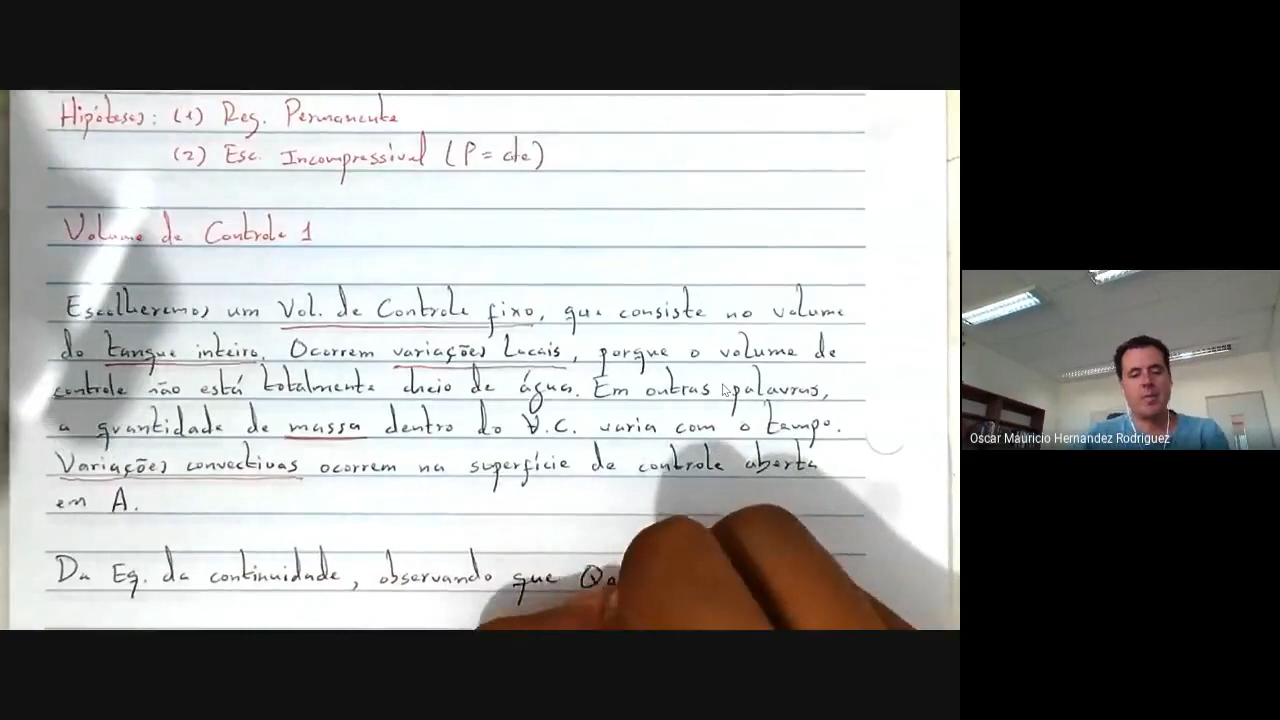 Hipóteses: (1) Reg. Permanente
(2) Esc. Incompressível (ρ = cte)
Volume de Controle 1
Escolheremos um Vol. de Controle fixo, que consiste no volume
do tanque inteiro. Ocorrem variações Locais, porque o volume de
controle não está totalmente cheio de água. Em outras palavras,
a quantidade de massa dentro do V.C. varia com o tempo.
Variações convectivas ocorrem na superfície de controle aberta
em A.
Da Eq. da continuidade, observando que Qa
Oscar Mauricio Hernandez Rodriguez